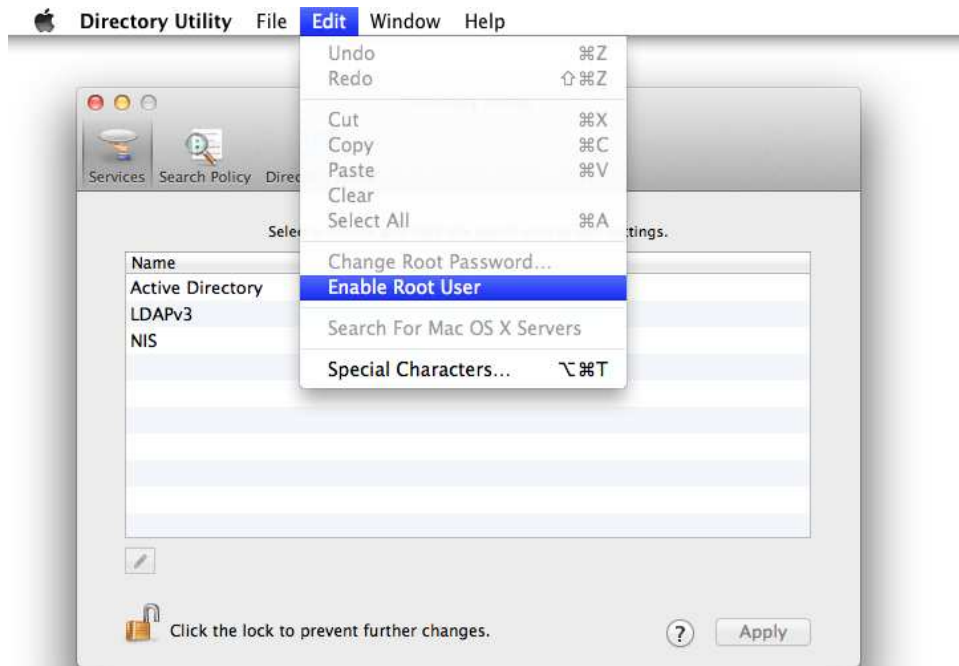 Directory Utility File Edit Window Help
Undo ⌘Z
Redo ⇧⌘Z
Cut ⌘X
Copy ⌘C
Paste ⌘V
Clear
Select All ⌘A
Change Root Password...
Enable Root User
Search For Mac OS X Servers
Special Characters... ⌥⌘T
Services Search Policy
Name
Active Directory
LDAPv3
NIS
Click the lock to prevent further changes.
? Apply